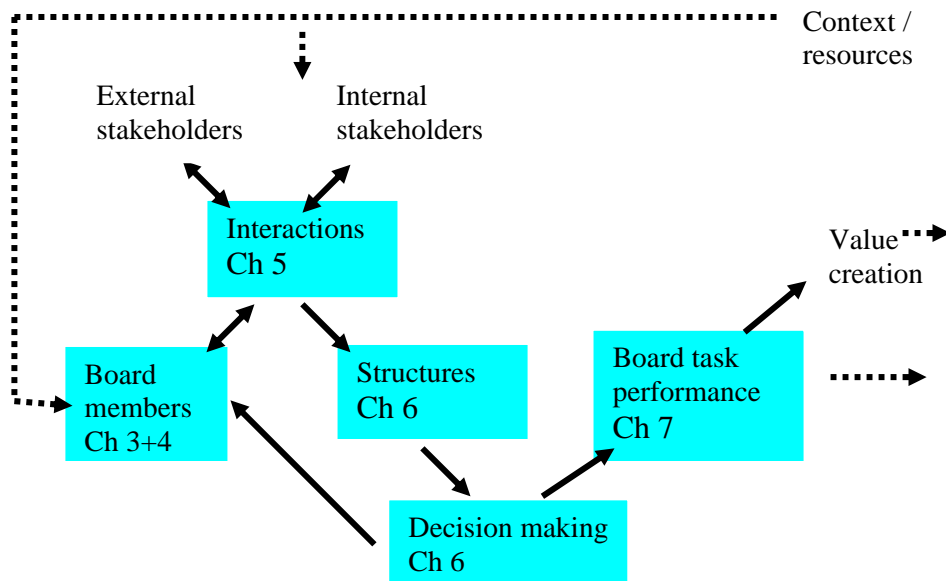 Context /
resources
External
stakeholders
Internal
stakeholders
Interactions
Ch 5
Value
creation
Board
members
Ch 3+4
Structures
Ch 6
Board task
performance
Ch 7
Decision making
Ch 6